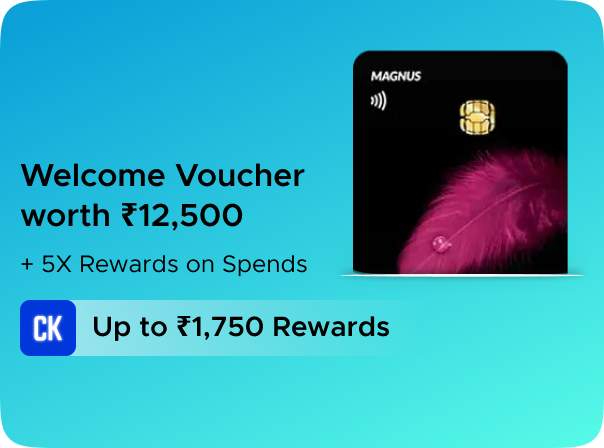 MAGNUS
Welcome Voucher
worth ₹12,500
+ 5X Rewards on Spends
CK
Up to ₹1,750 Rewards